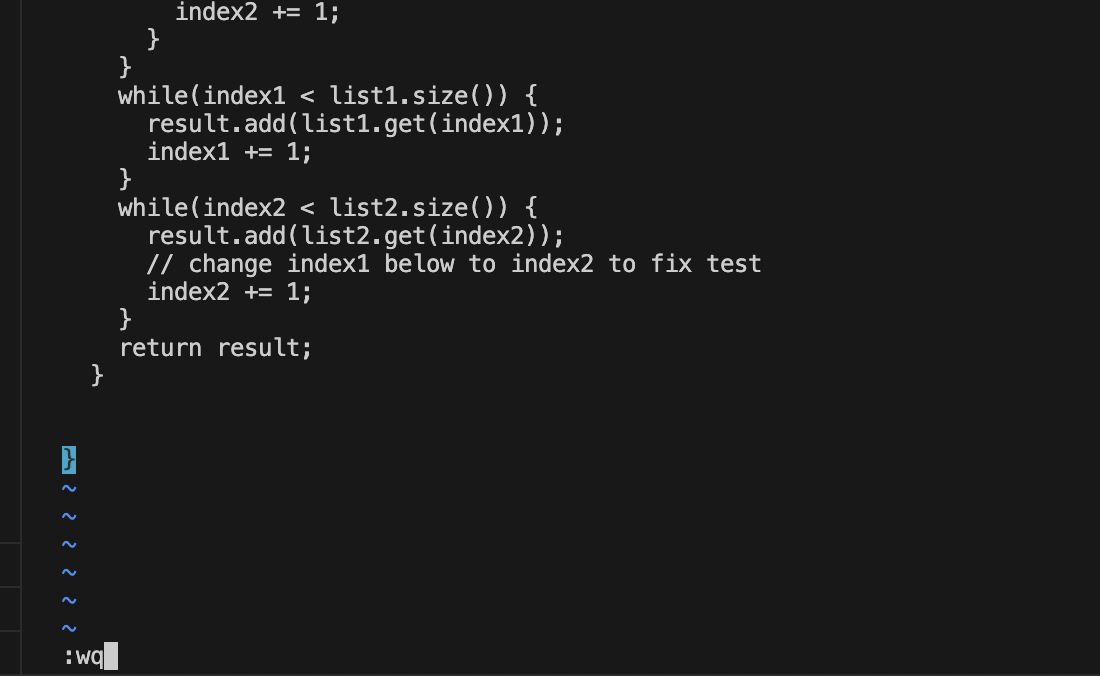 index2 += 1;
      }
    }
    while(index1 < list1.size()) {
      result.add(list1.get(index1));
      index1 += 1;
    }
    while(index2 < list2.size()) {
      result.add(list2.get(index2));
      // change index1 below to index2 to fix test
      index2 += 1;
    }
    return result;
  }
}
~
~
~
~
~
~
:wq